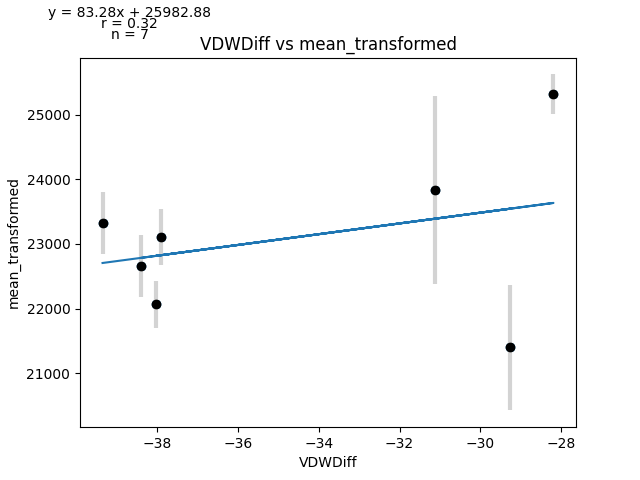 y = 83.28x + 25982.88
r = 0.32
n = 7
VDWDiff vs mean_transformed
mean_transformed
25000
24000
23000
22000
21000
−38
−36
−34
−32
−30
−28
VDWDiff